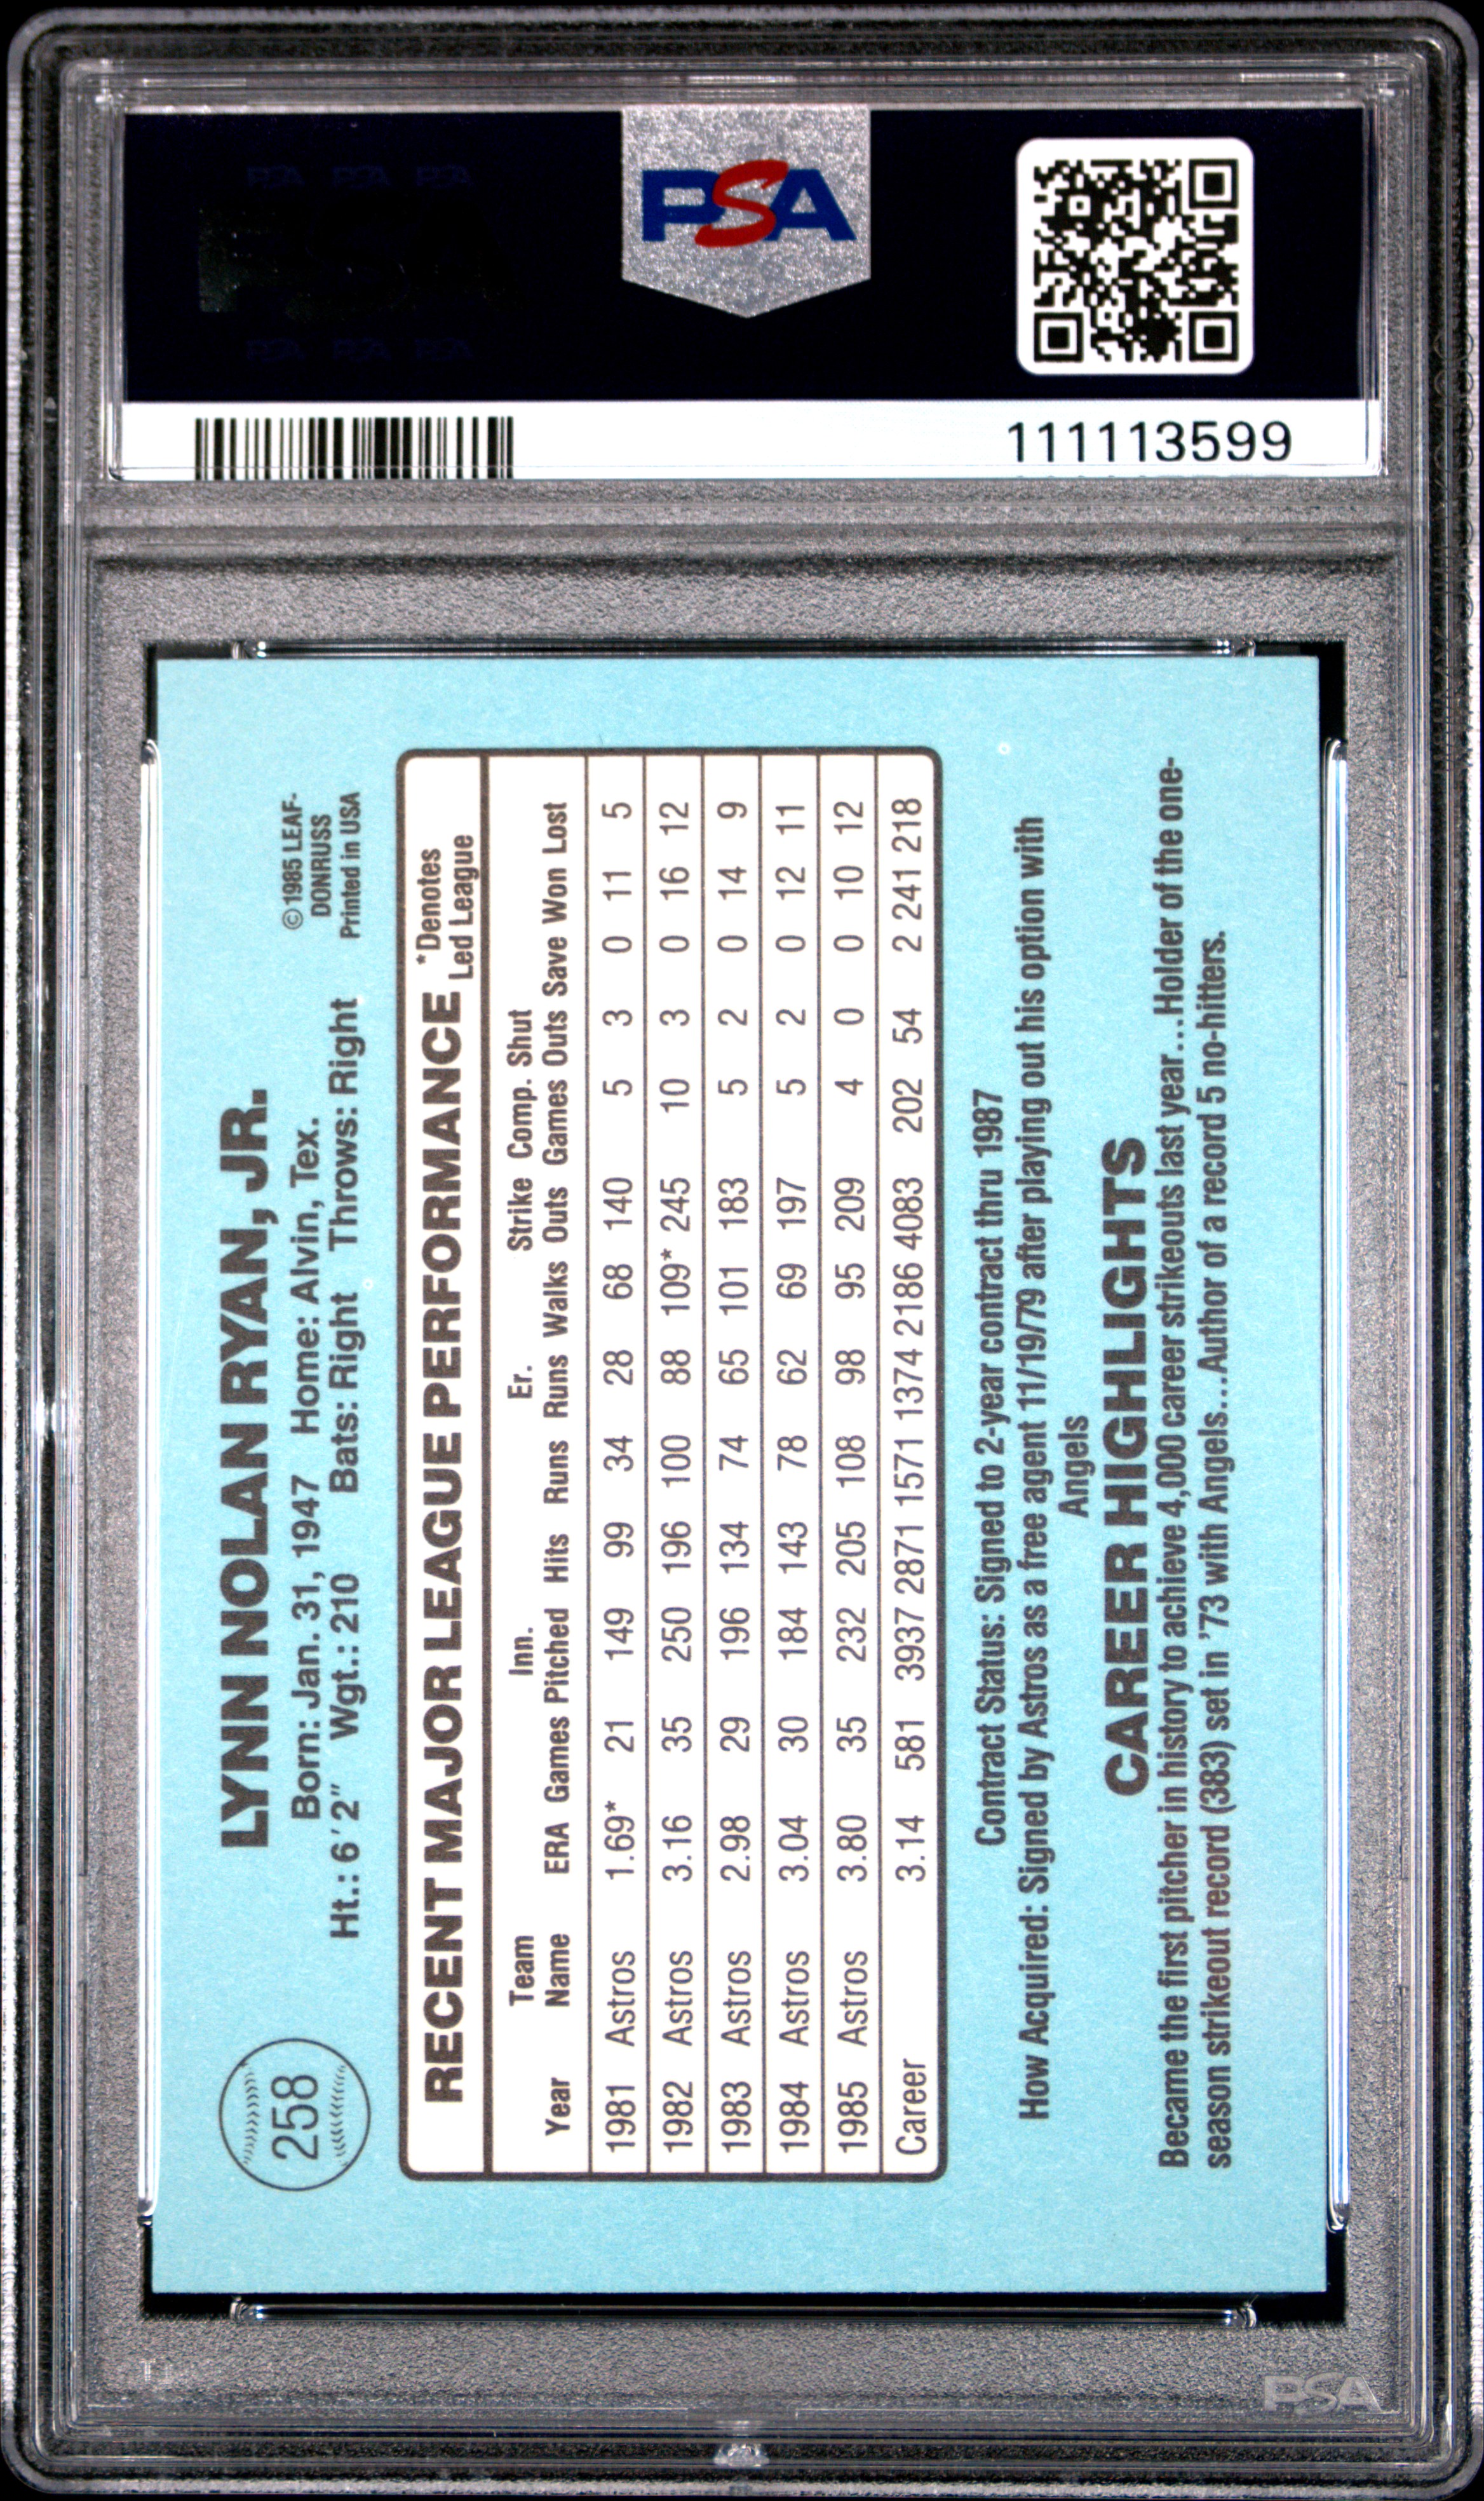 PSA PSA PSA
PSA
PSA PSA PSA
PSA
111113599
258
LYNN NOLAN RYAN, JR.
Born: Jan. 31, 1947 Home: Alvin, Tex.
Ht.: 6'2" Wgt.: 210 Bats: Right Throws: Right
© 1985 LEAF-
DONRUSS
Printed in USA
RECENT MAJOR LEAGUE PERFORMANCE *Denotes
Led League
Team Inn. Er. Strike Comp. Shut
Year Name ERA Games Pitched Hits Runs Runs Walks Outs Games Outs Save Won Lost
1981 Astros 1.69* 21 149 99 34 28 68 140 5 3 0 11 5
1982 Astros 3.16 35 250 196 100 88 109* 245 10 3 0 16 12
1983 Astros 2.98 29 196 134 74 65 101 183 5 2 0 14 9
1984 Astros 3.04 30 184 143 78 62 69 197 5 2 0 12 11
1985 Astros 3.80 35 232 205 108 98 95 209 4 0 0 10 12
Career 3.14 581 3937 2871 1571 1374 2186 4083 202 54 2 241 218
Contract Status: Signed to 2-year contract thru 1987
How Acquired: Signed by Astros as a free agent 11/19/79 after playing out his option with
Angels
CAREER HIGHLIGHTS
Became the first pitcher in history to achieve 4,000 career strikeouts last year...Holder of the one-
season strikeout record (383) set in '73 with Angels...Author of a record 5 no-hitters.
PSA